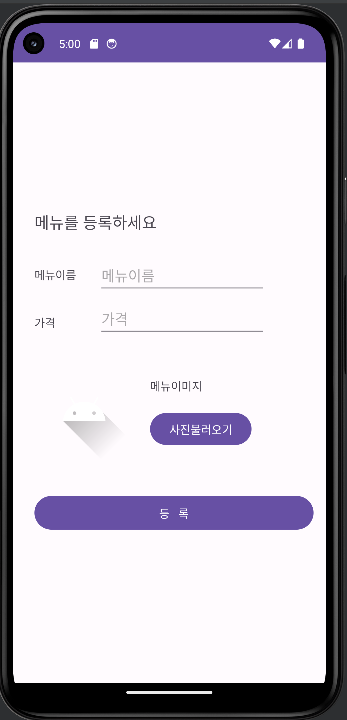 5:00
메뉴를 등록하세요
메뉴이름 메뉴이름
가격 가격
메뉴이미지
사진불러오기
등 록